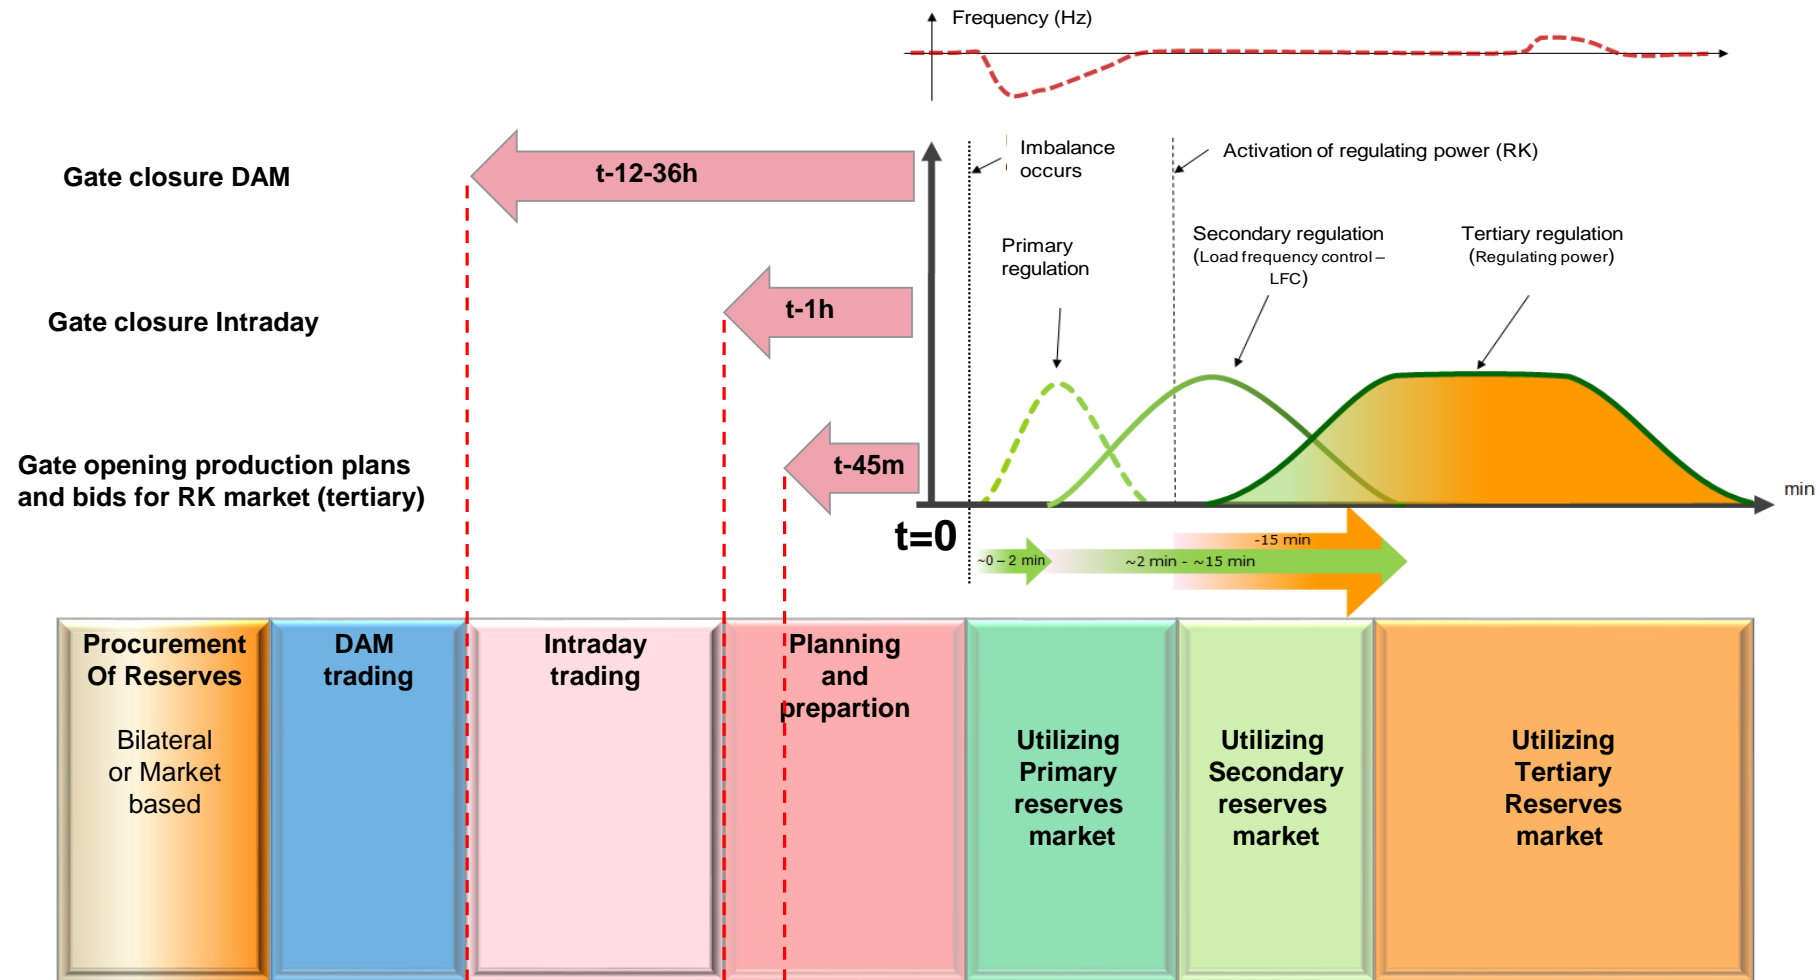 Frequency (Hz)
Gate closure DAM
t-12-36h
Imbalance
occurs
Activation of regulating power (RK)
Primary
regulation
Secondary regulation
(Load frequency control –
LFC)
Tertiary regulation
(Regulating power)
Gate closure Intraday
t-1h
Gate opening production plans
and bids for RK market (tertiary)
t-45m
min
t=0
-15 min
~0 – 2 min
~2 min - ~15 min
Procurement
Of Reserves
Bilateral
or Market
based
DAM
trading
Intraday
trading
Planning
and
prepartion
Utilizing
Primary
reserves
market
Utilizing
Secondary
reserves
market
Utilizing
Tertiary
Reserves
market